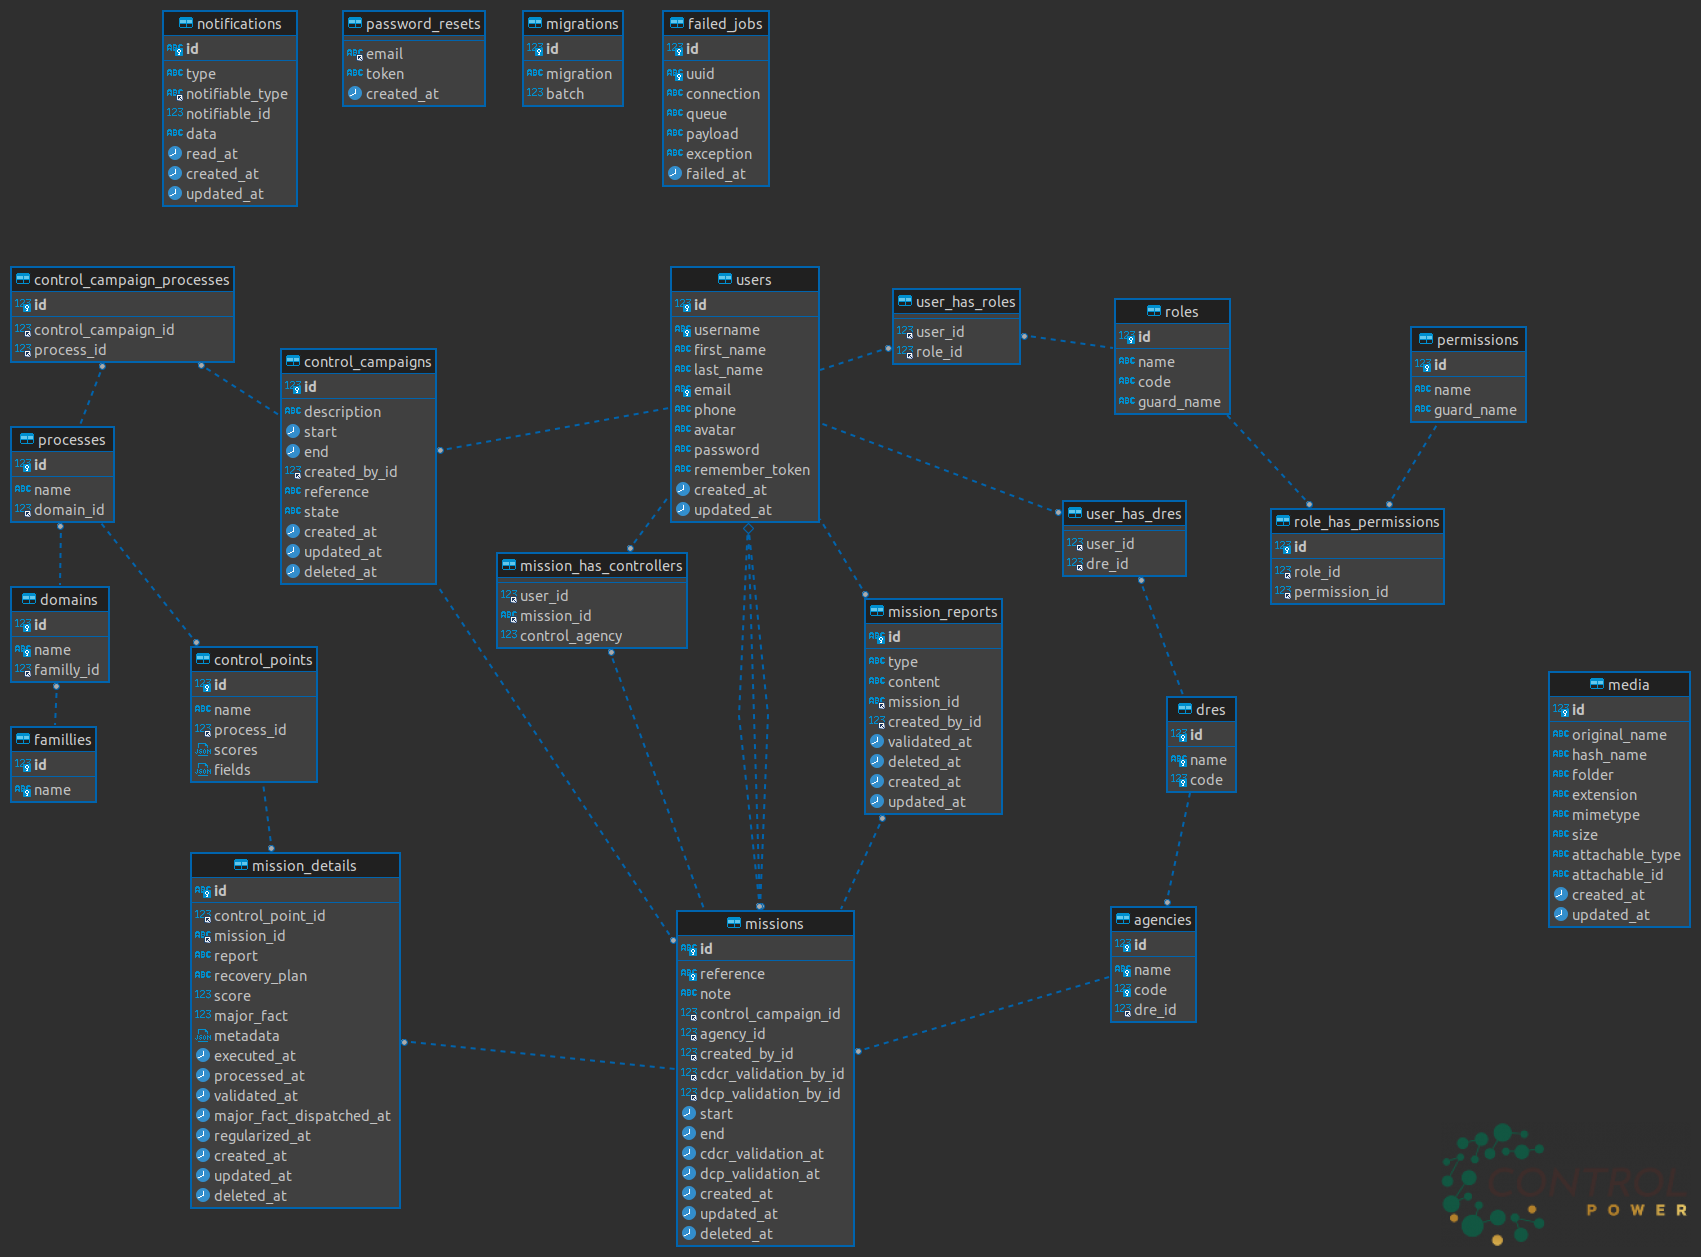 notifications
id
type
notifiable_type
notifiable_id
data
read_at
created_at
updated_at
password_resets
email
token
created_at
migrations
id
migration
batch
failed_jobs
id
uuid
connection
queue
payload
exception
failed_at
control_campaign_processes
id
control_campaign_id
process_id
control_campaigns
id
description
start
end
created_by_id
reference
state
created_at
updated_at
deleted_at
users
id
username
first_name
last_name
email
phone
avatar
password
remember_token
created_at
updated_at
user_has_roles
user_id
role_id
roles
id
name
code
guard_name
permissions
id
name
guard_name
processes
id
name
domain_id
user_has_dres
user_id
dre_id
role_has_permissions
id
role_id
permission_id
mission_has_controllers
user_id
mission_id
control_agency
domains
id
name
familly_id
mission_reports
id
type
content
mission_id
created_by_id
validated_at
deleted_at
created_at
updated_at
control_points
id
name
process_id
scores
fields
famillies
id
name
dres
id
name
code
media
id
original_name
hash_name
folder
extension
mimetype
size
attachable_type
attachable_id
created_at
updated_at
mission_details
id
control_point_id
mission_id
report
recovery_plan
score
major_fact
metadata
executed_at
processed_at
validated_at
major_fact_dispatched_at
regularized_at
created_at
updated_at
deleted_at
missions
id
reference
note
control_campaign_id
agency_id
created_by_id
cdcr_validation_by_id
dcp_validation_by_id
start
end
cdcr_validation_at
dcp_validation_at
created_at
updated_at
deleted_at
agencies
id
name
code
dre_id
CONTROL
POWER